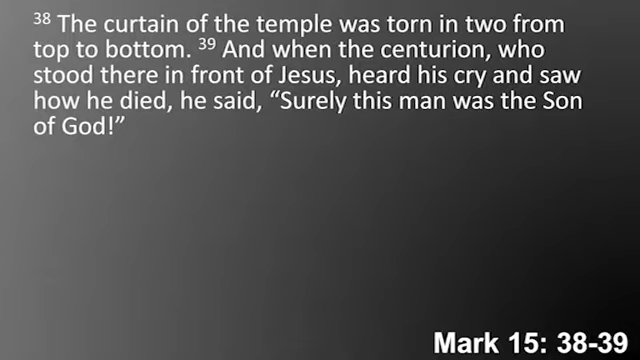 38 The curtain of the temple was torn in two from
top to bottom. 39 And when the centurion, who
stood there in front of Jesus, heard his cry and saw
how he died, he said, “Surely this man was the Son
of God!”
Mark 15: 38-39